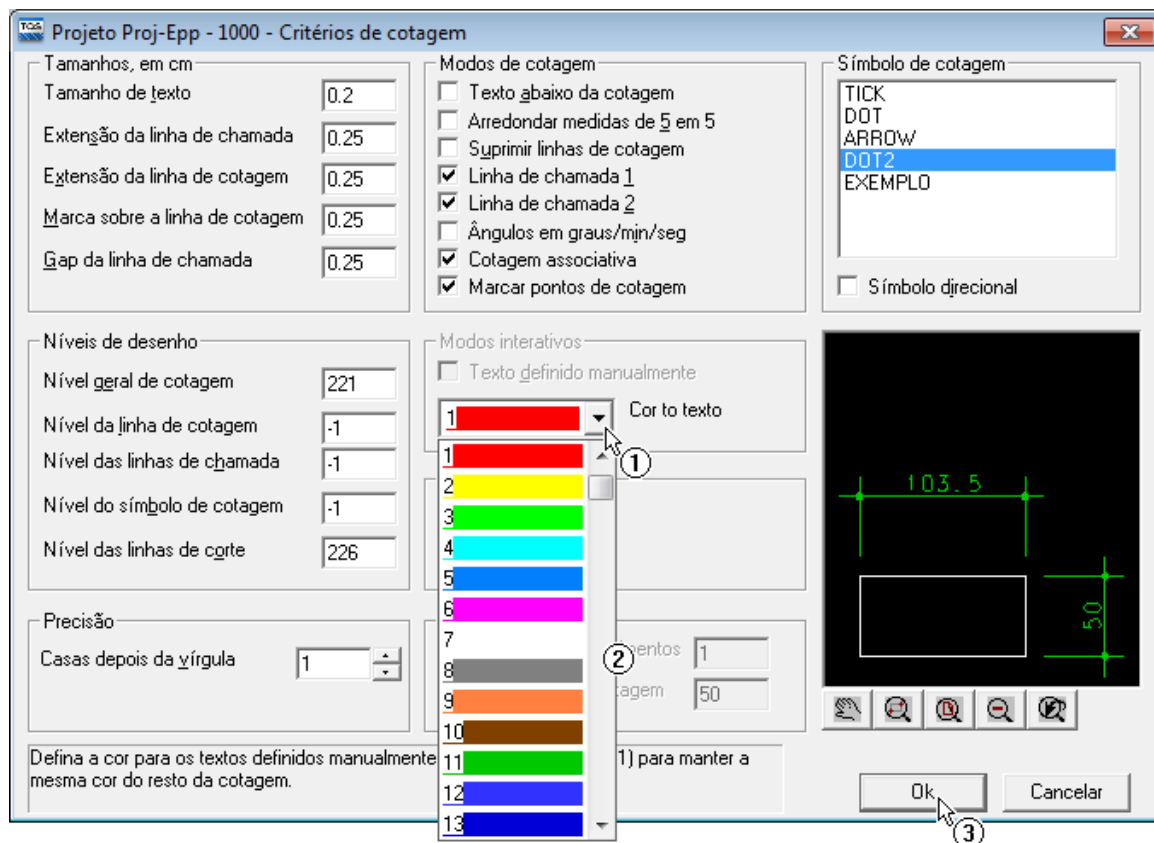 TQS Projeto Proj-Epp - 1000 - Critérios de cotagem
Tamanhos, em cm
Tamanho de texto 0.2
Extensão da linha de chamada 0.25
Extensão da linha de cotagem 0.25
Marca sobre a linha de cotagem 0.25
Gap da linha de chamada 0.25
Modos de cotagem
Texto abaixo da cotagem
Arredondar medidas de 5 em 5
Suprimir linhas de cotagem
Linha de chamada 1
Linha de chamada 2
Ângulos em graus/min/seg
Cotagem associativa
Marcar pontos de cotagem
Símbolo de cotagem
TICK
DOT
ARROW
DOT2
EXEMPLO
Símbolo direcional
Níveis de desenho
Nível geral de cotagem 221
Nível da linha de cotagem -1
Nível das linhas de chamada -1
Nível do símbolo de cotagem -1
Nível das linhas de corte 226
Modos interativos
Texto definido manualmente
1 Cor to texto
1
1
2
3
4
5
6
7
8
9
10
11
12
13
2
1
50
103.5
50
Precisão
Casas depois da vírgula 1
Defina a cor para os textos definidos manualmente 1) para manter a
mesma cor do resto da cotagem.
Ok
Cancelar
3